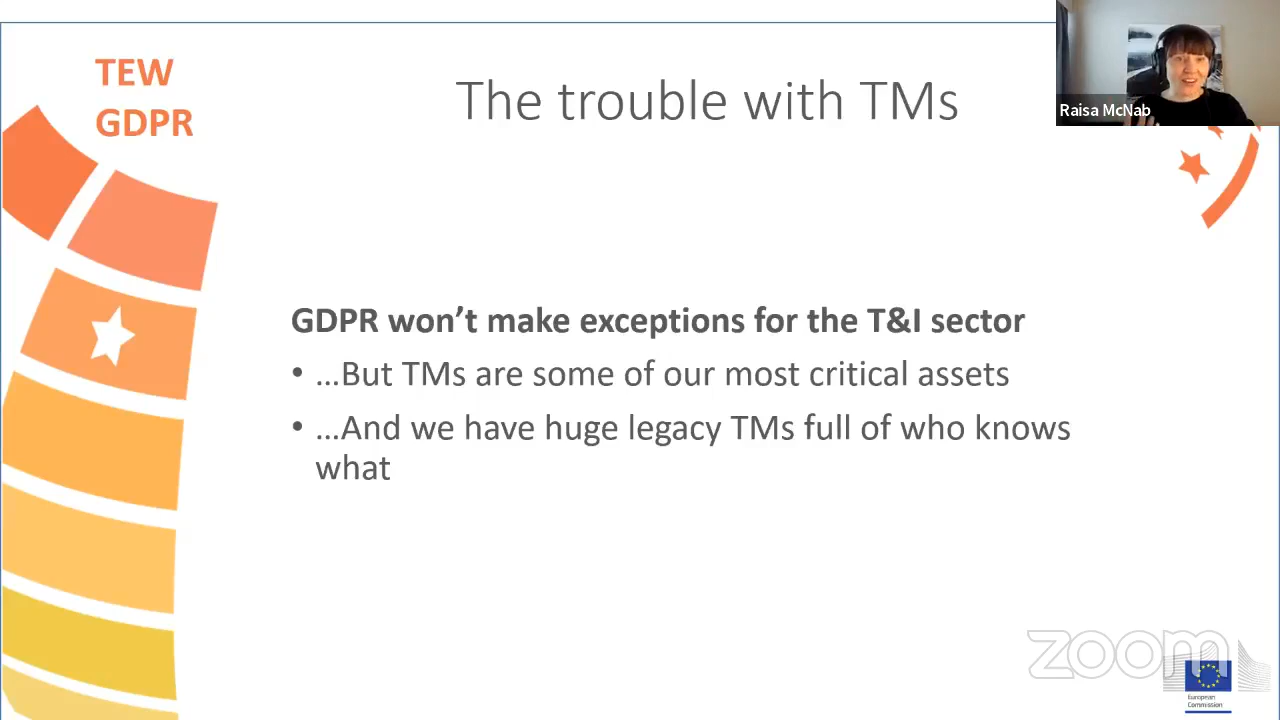 TEW
GDPR
The trouble with TMs
Raisa McNab
GDPR won’t make exceptions for the T&I sector
• …But TMs are some of our most critical assets
• …And we have huge legacy TMs full of who knows
what
zoom
European
Commission